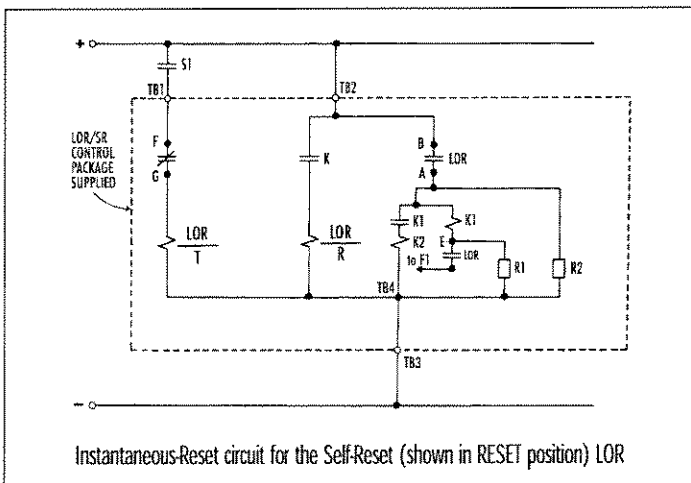 +
S1
TB1
TB2
LOR/SR
CONTROL
PACKAGE
SUPPLIED
F
G
K
B
LOR
A
K1
K1
K2
E
LOR
to F1
R1
R2
LOR
T
LOR
R
TB4
TB3
−
Instantaneous-Reset circuit for the Self-Reset (shown in RESET position) LOR